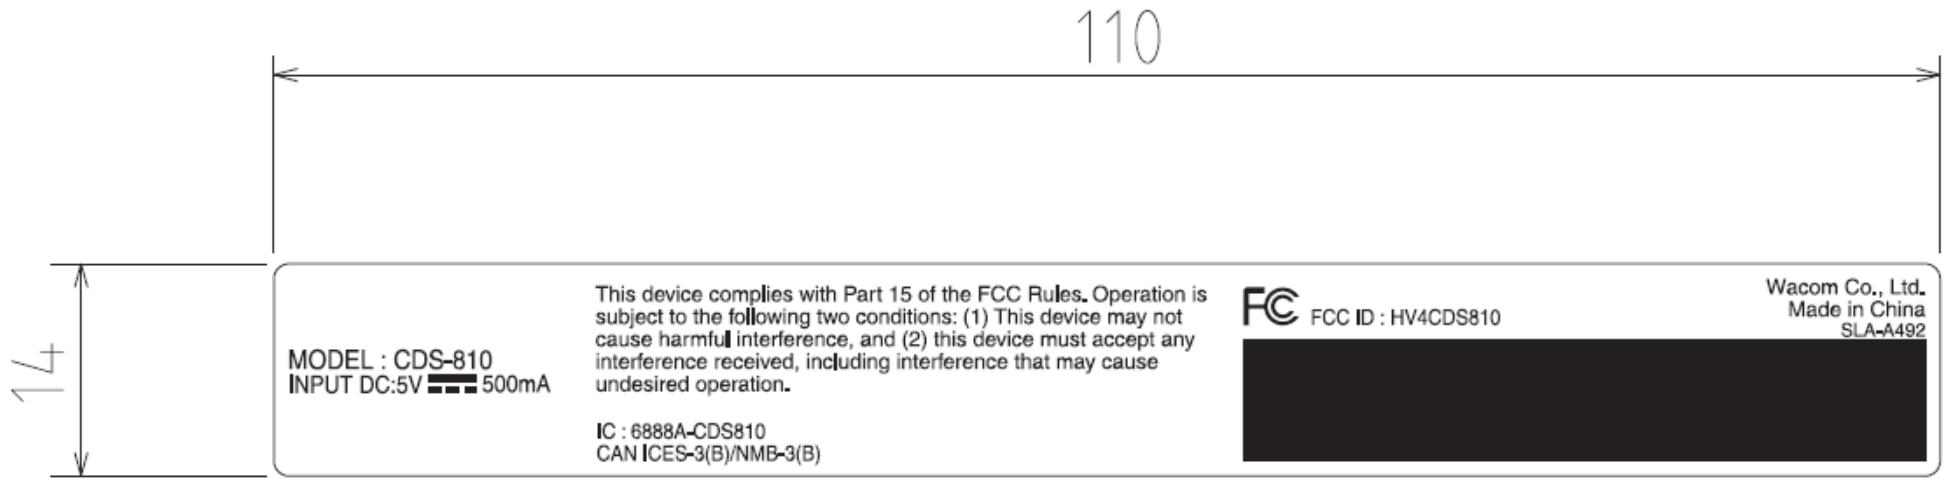 110
14
MODEL : CDS-810
INPUT DC:5V ⎓ 500mA
This device complies with Part 15 of the FCC Rules. Operation is
subject to the following two conditions: (1) This device may not
cause harmful interference, and (2) this device must accept any
interference received, including interference that may cause
undesired operation.
IC : 6888A-CDS810
CAN ICES-3(B)/NMB-3(B)
FC FCC ID : HV4CDS810
Wacom Co., Ltd.
Made in China
SLA-A492